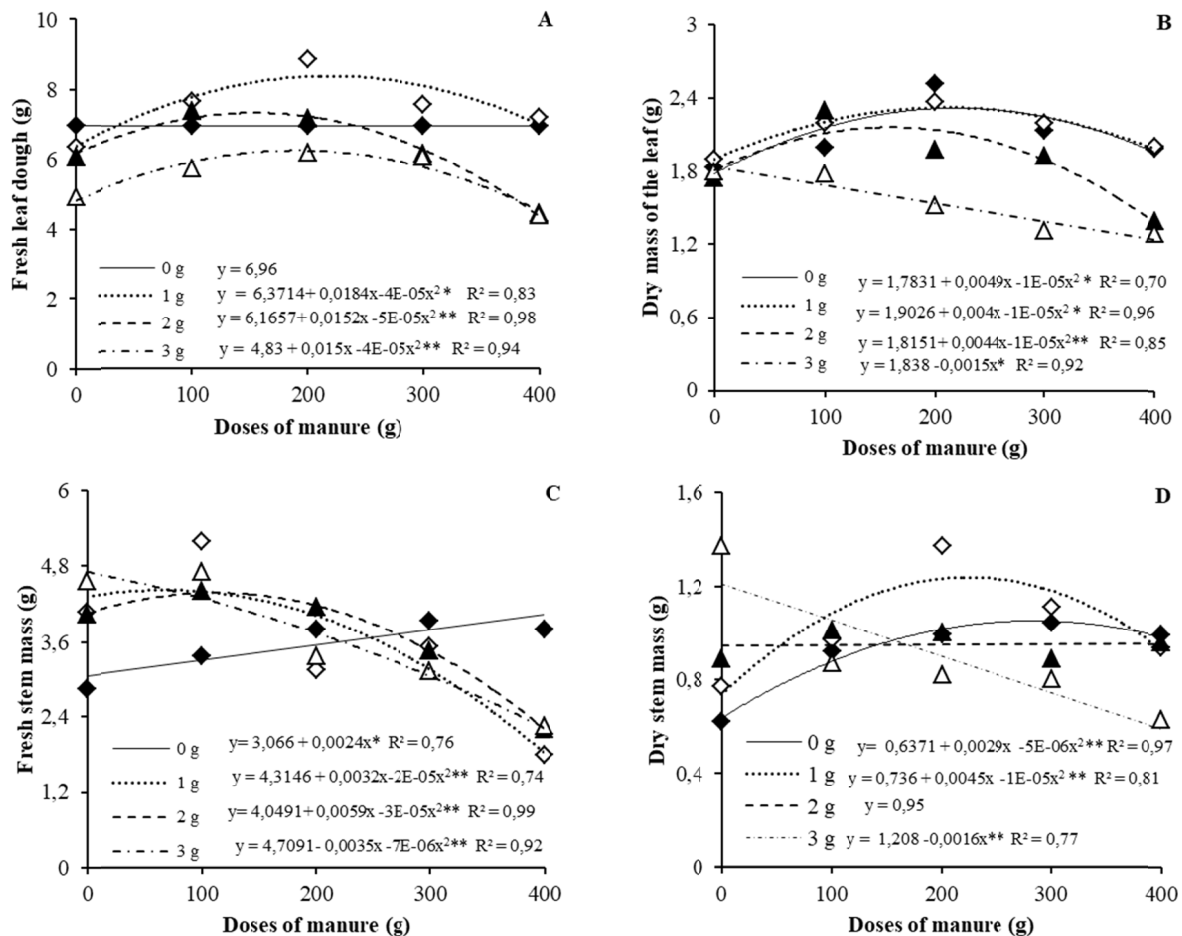 A
Fresh leaf dough (g)
10
8
6
4
2
0
0 g y = 6,96
1 g y = 6,3714+0,0184x-4E-05x²* R² = 0,83
2 g y = 6,1657+0,0152x -5E-05x²** R² = 0,98
3 g y = 4,83+0,015x -4E-05x²** R² = 0,94
0 100 200 300 400
Doses of manure (g)
B
Dry mass of the leaf (g)
3
2,4
1,8
1,2
0,6
0
0 g y = 1,7831+0,0049x -1E-05x²* R² = 0,70
1 g y = 1,9026+0,004x -1E-05x²* R² = 0,96
2 g y = 1,8151+0,0044x -1E-05x²** R² = 0,85
3 g y = 1,838 -0,0015x* R² = 0,92
0 100 200 300 400
Doses of manure (g)
C
Fresh stem mass (g)
6
4,8
3,6
2,4
1,2
0
0 g y= 3,066+0,0024x* R² = 0,76
1 g y= 4,3146+0,0032x-2E-05x²** R² = 0,74
2 g y= 4,0491+0,0059x -3E-05x²** R² = 0,99
3 g y= 4,7091- 0,0035x -7E-06x²** R² = 0,92
0 100 200 300 400
Doses of manure (g)
D
Dry stem mass (g)
1,6
1,2
0,8
0,4
0
0 g y = 0,6371+0,0029x -5E-06x²** R² = 0,97
1 g y = 0,736+0,0045x -1E-05x²** R² = 0,81
2 g y = 0,95
3 g y = 1,208 -0,0016x** R² = 0,77
0 100 200 300 400
Doses of manure (g)